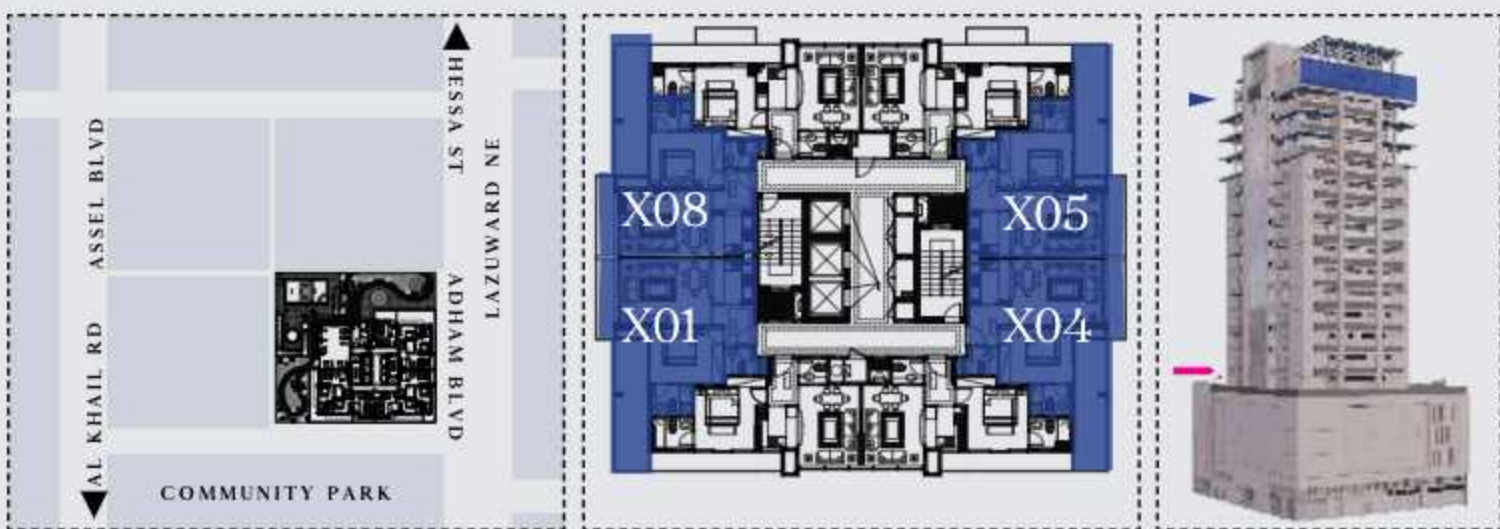 HESSA ST
ASSEL BLVD
LAZUWARD NE
AL KHAIL RD
ADHAM BLVD
COMMUNITY PARK
X08
X05
X01
X04